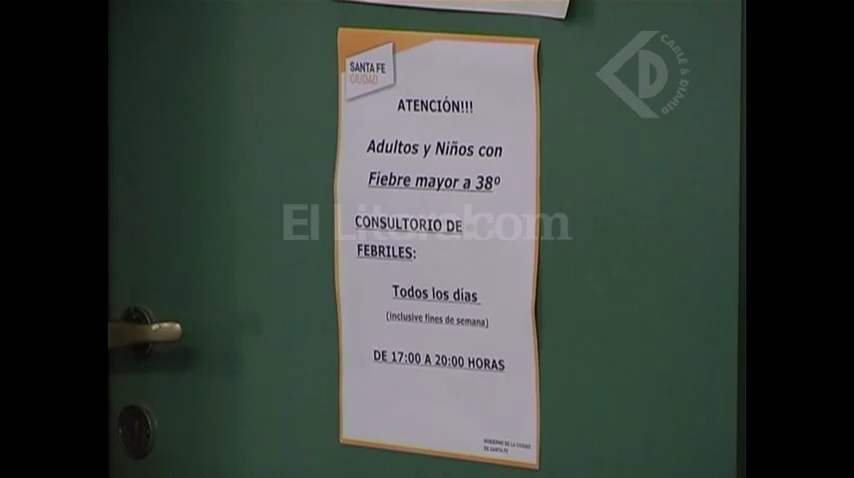 CABLE & DIARIO
SANTA FE
CIUDAD
ATENCIÓN!!!
Adultos y Niños con
Fiebre mayor a 38º
El Litoral.com
CONSULTORIO DE
FEBRILES:
Todos los días
(inclusive fines de semana)
DE 17:00 A 20:00 HORAS
GOBIERNO DE LA CIUDAD
DE SANTA FE